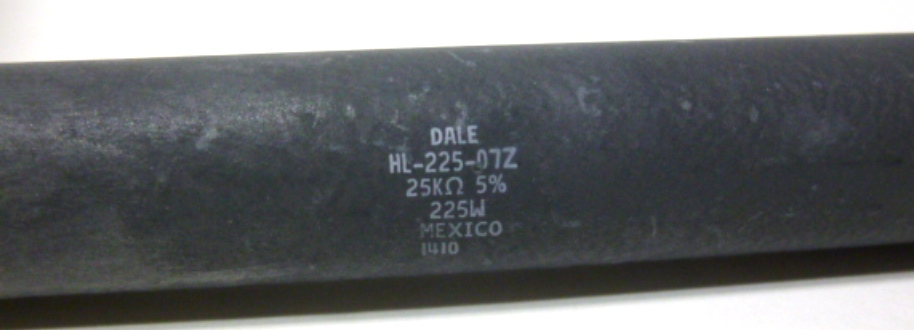 DALE
HL-225-07Z
25KΩ 5%
225W
MEXICO
1410